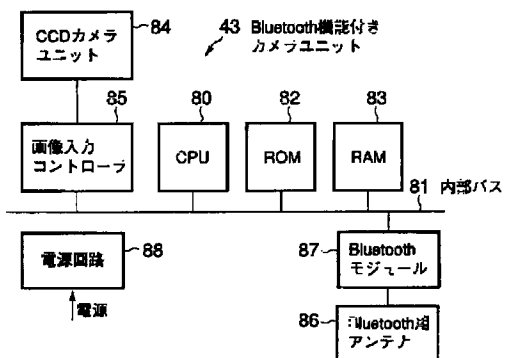 CCDカメラ
ユニット
84
43 Bluetooth機能付き
カメラユニット
85
画像入力
コントローラ
80
CPU
82
ROM
83
RAM
81 内部バス
電源回路
88
電源
87
Bluetooth
モジュール
86
Bluetooth用
アンテナ